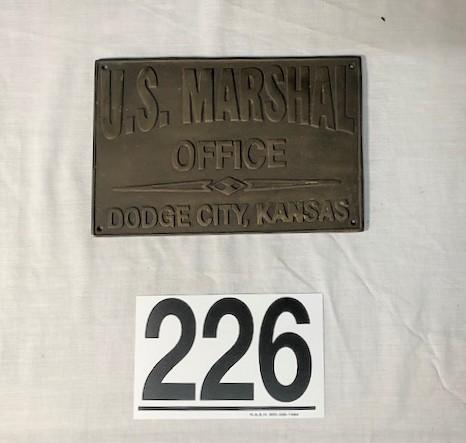 U.S. MARSHAL
OFFICE
DODGE CITY, KANSAS
226